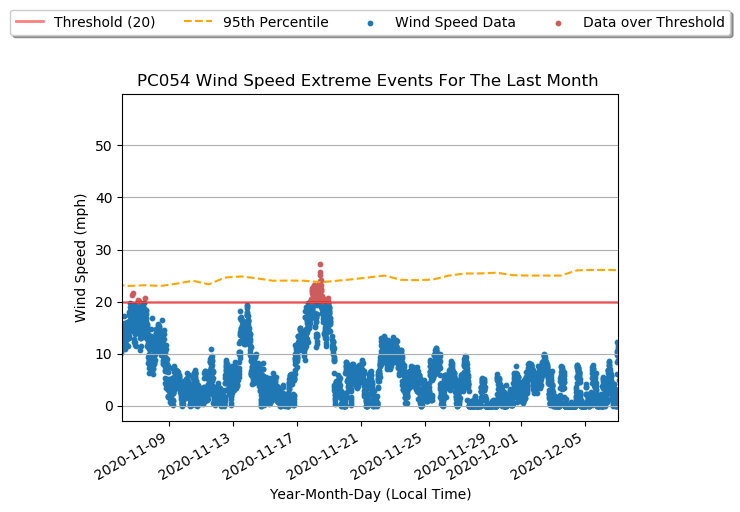 Threshold (20) 95th Percentile Wind Speed Data Data over Threshold
PC054 Wind Speed Extreme Events For The Last Month
50
40
30
20
10
0
Wind Speed (mph)
2020-11-09 2020-11-13 2020-11-17 2020-11-21 2020-11-25 2020-11-29 2020-12-01 2020-12-05
Year-Month-Day (Local Time)